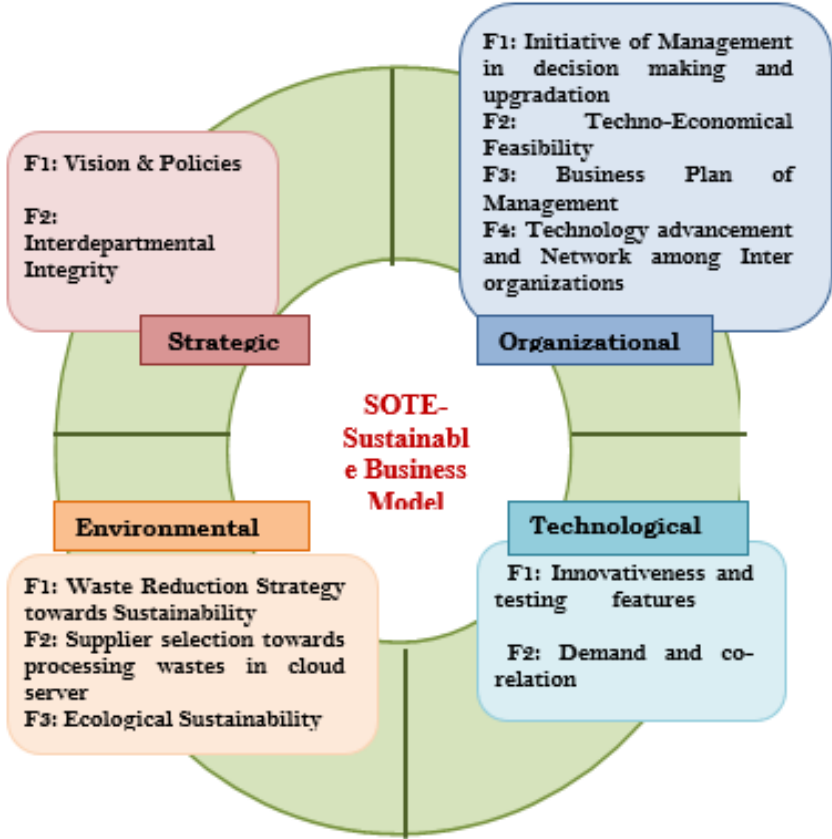 F1: Vision & Policies
F2:
Interdepartmental
Integrity
Strategic
F1: Initiative of Management
in decision making and
upgradation
F2: Techno-Economical
Feasibility
F3: Business Plan of
Management
F4: Technology advancement
and Network among Inter
organizations
Organizational
SOTE-
Sustainabl
e Business
Model
Environmental
F1: Waste Reduction Strategy
towards Sustainability
F2: Supplier selection towards
processing wastes in cloud
server
F3: Ecological Sustainability
Technological
F1: Innovativeness and
testing features
F2: Demand and co-
relation